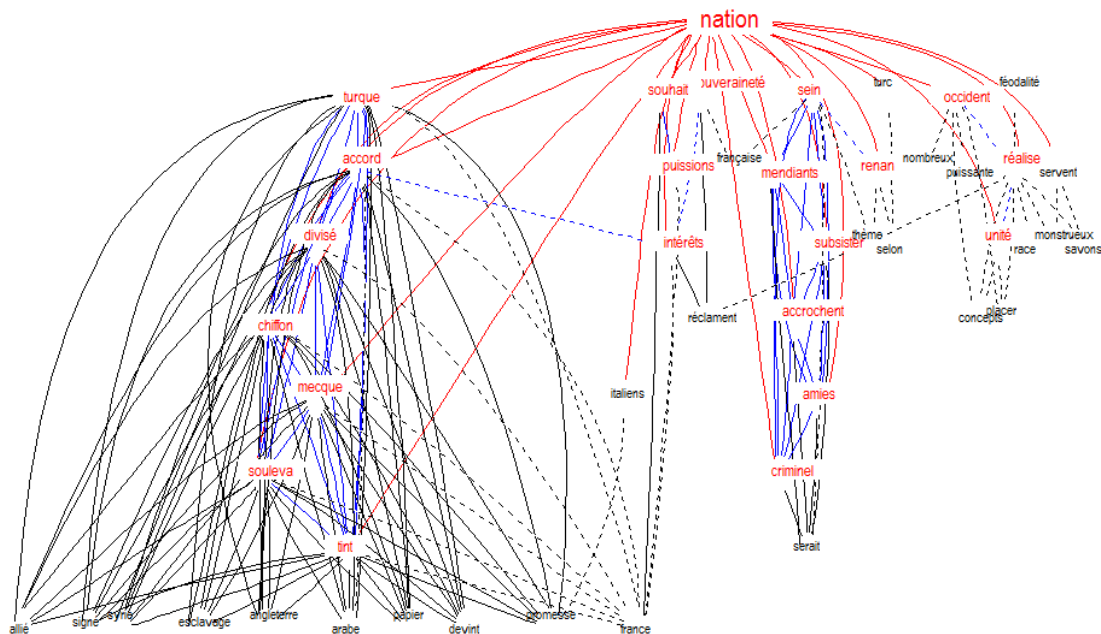 nation
turque
souhait
ouveraineté
sein
turc
occident
féodalité
accord
puissions
française
mendiants
renan
nombreux
puissante
réalise
servent
divisé
intérêts
subsister
thème
selon
unité
race
monstrueux
savons
chiffon
réclament
accrochent
concepts
placer
mecque
italiens
amies
souleva
criminel
tint
serait
allié
signé
syrie
esclavage
angleterre
arabe
papier
devint
promesse
france